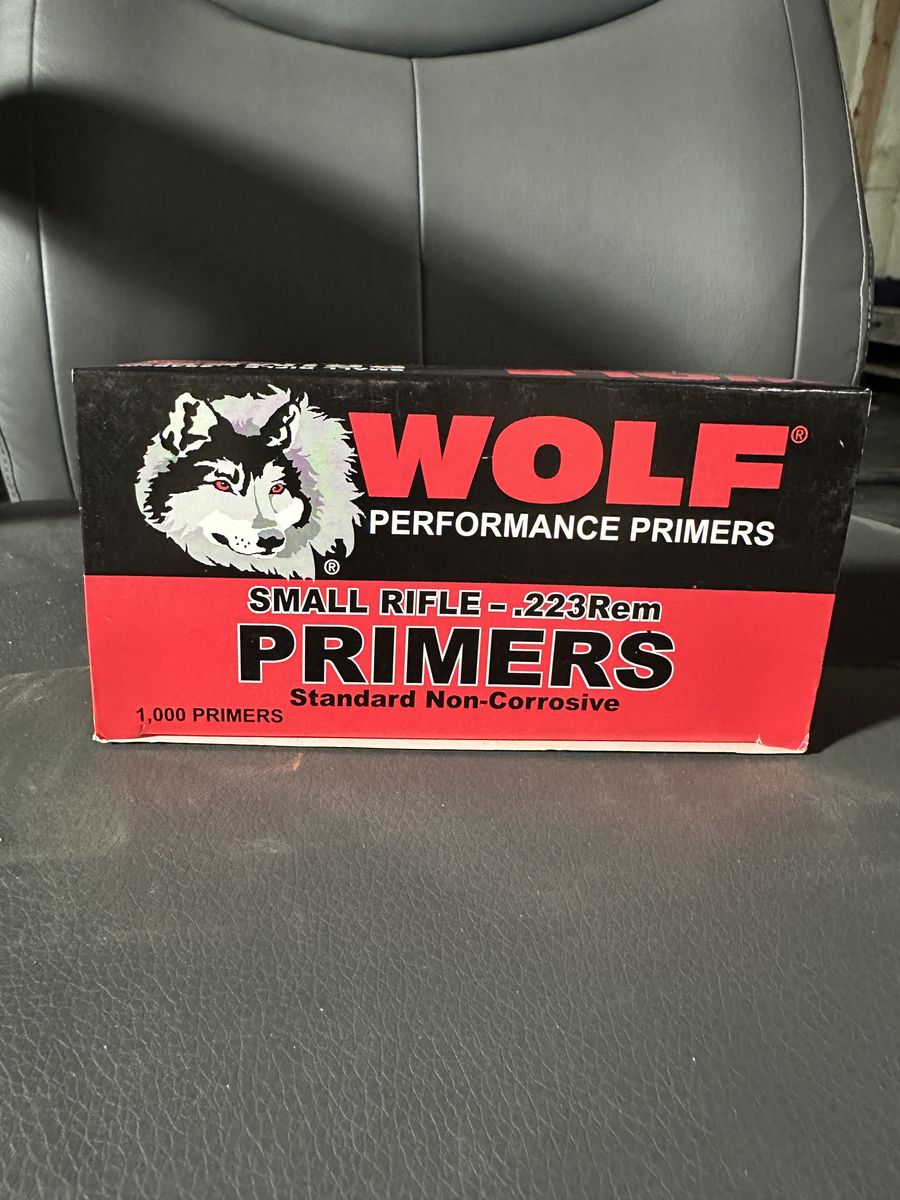 WOLF®
PERFORMANCE PRIMERS
®
SMALL RIFLE - .223Rem
PRIMERS
Standard Non-Corrosive
1,000 PRIMERS